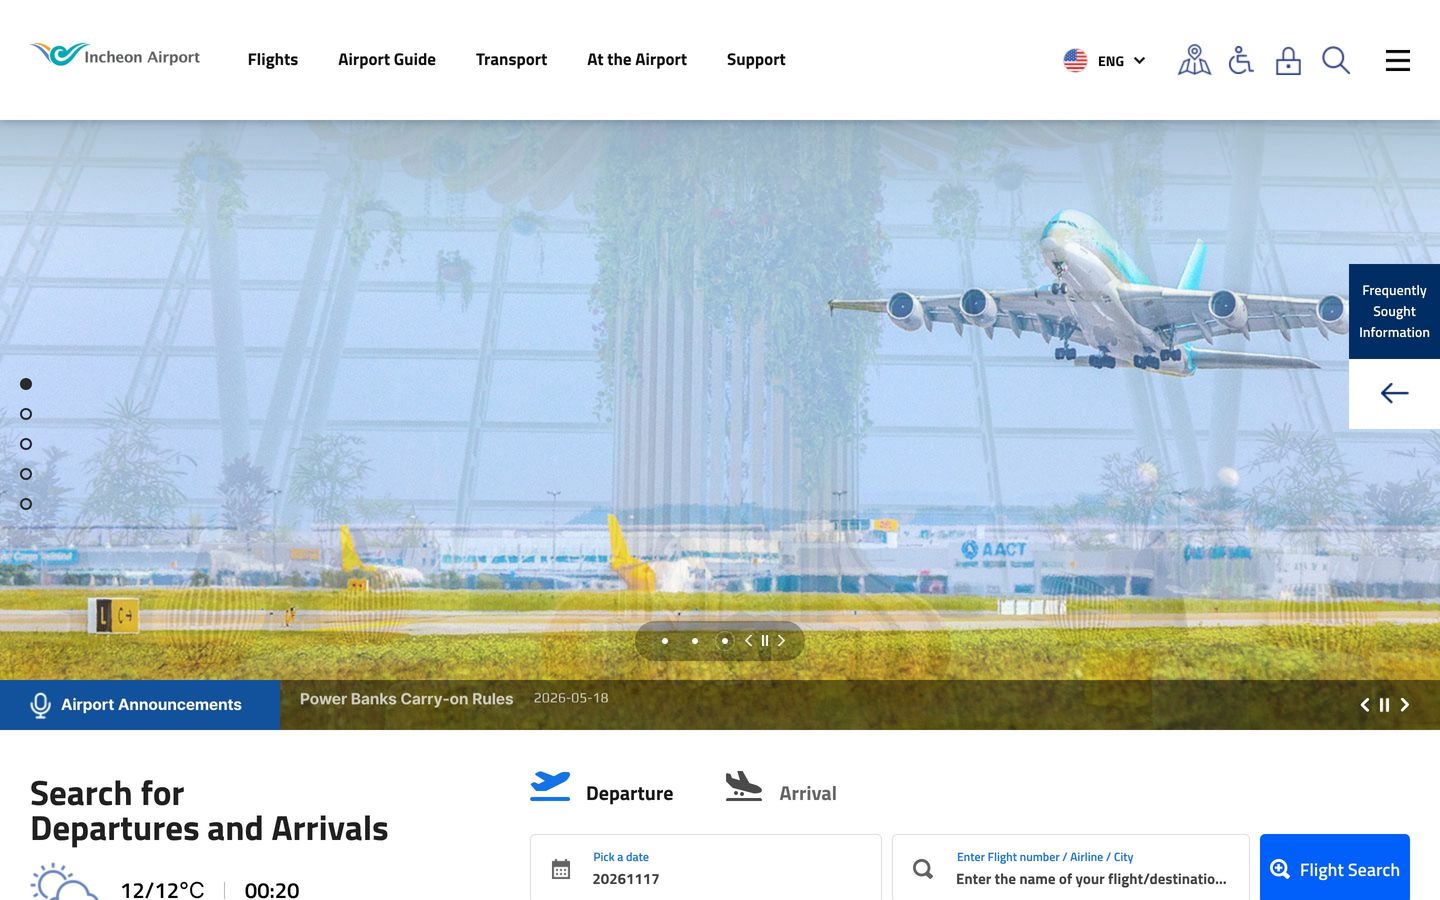 Incheon Airport
Flights
Airport Guide
Transport
At the Airport
Support
ENG
Frequently
Sought
Information
AACT
L
C→
Airport Announcements
Power Banks Carry-on Rules
2026-05-18
Search for
Departures and Arrivals
12/12°C
00:20
Departure
Arrival
Pick a date
20261117
Enter Flight number / Airline / City
Enter the name of your flight/destinatio...
Flight Search